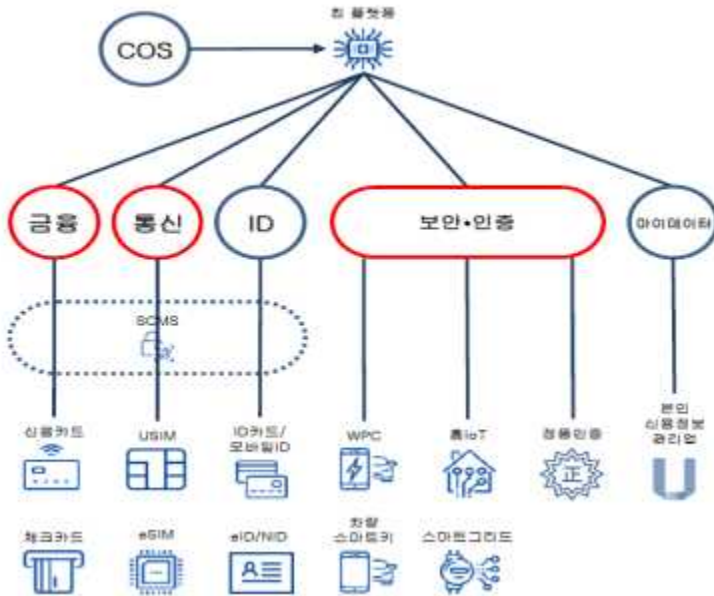 칩 플랫폼
COS
금융
통신
ID
보안•인증
마이데이터
SCMS
신용카드
USIM
ID카드/
모바일ID
WPC
홈IoT
정품인증
본인
신용정보
관리업
正
체크카드
eSIM
eID/NID
차량
스마트키
스마트그리드